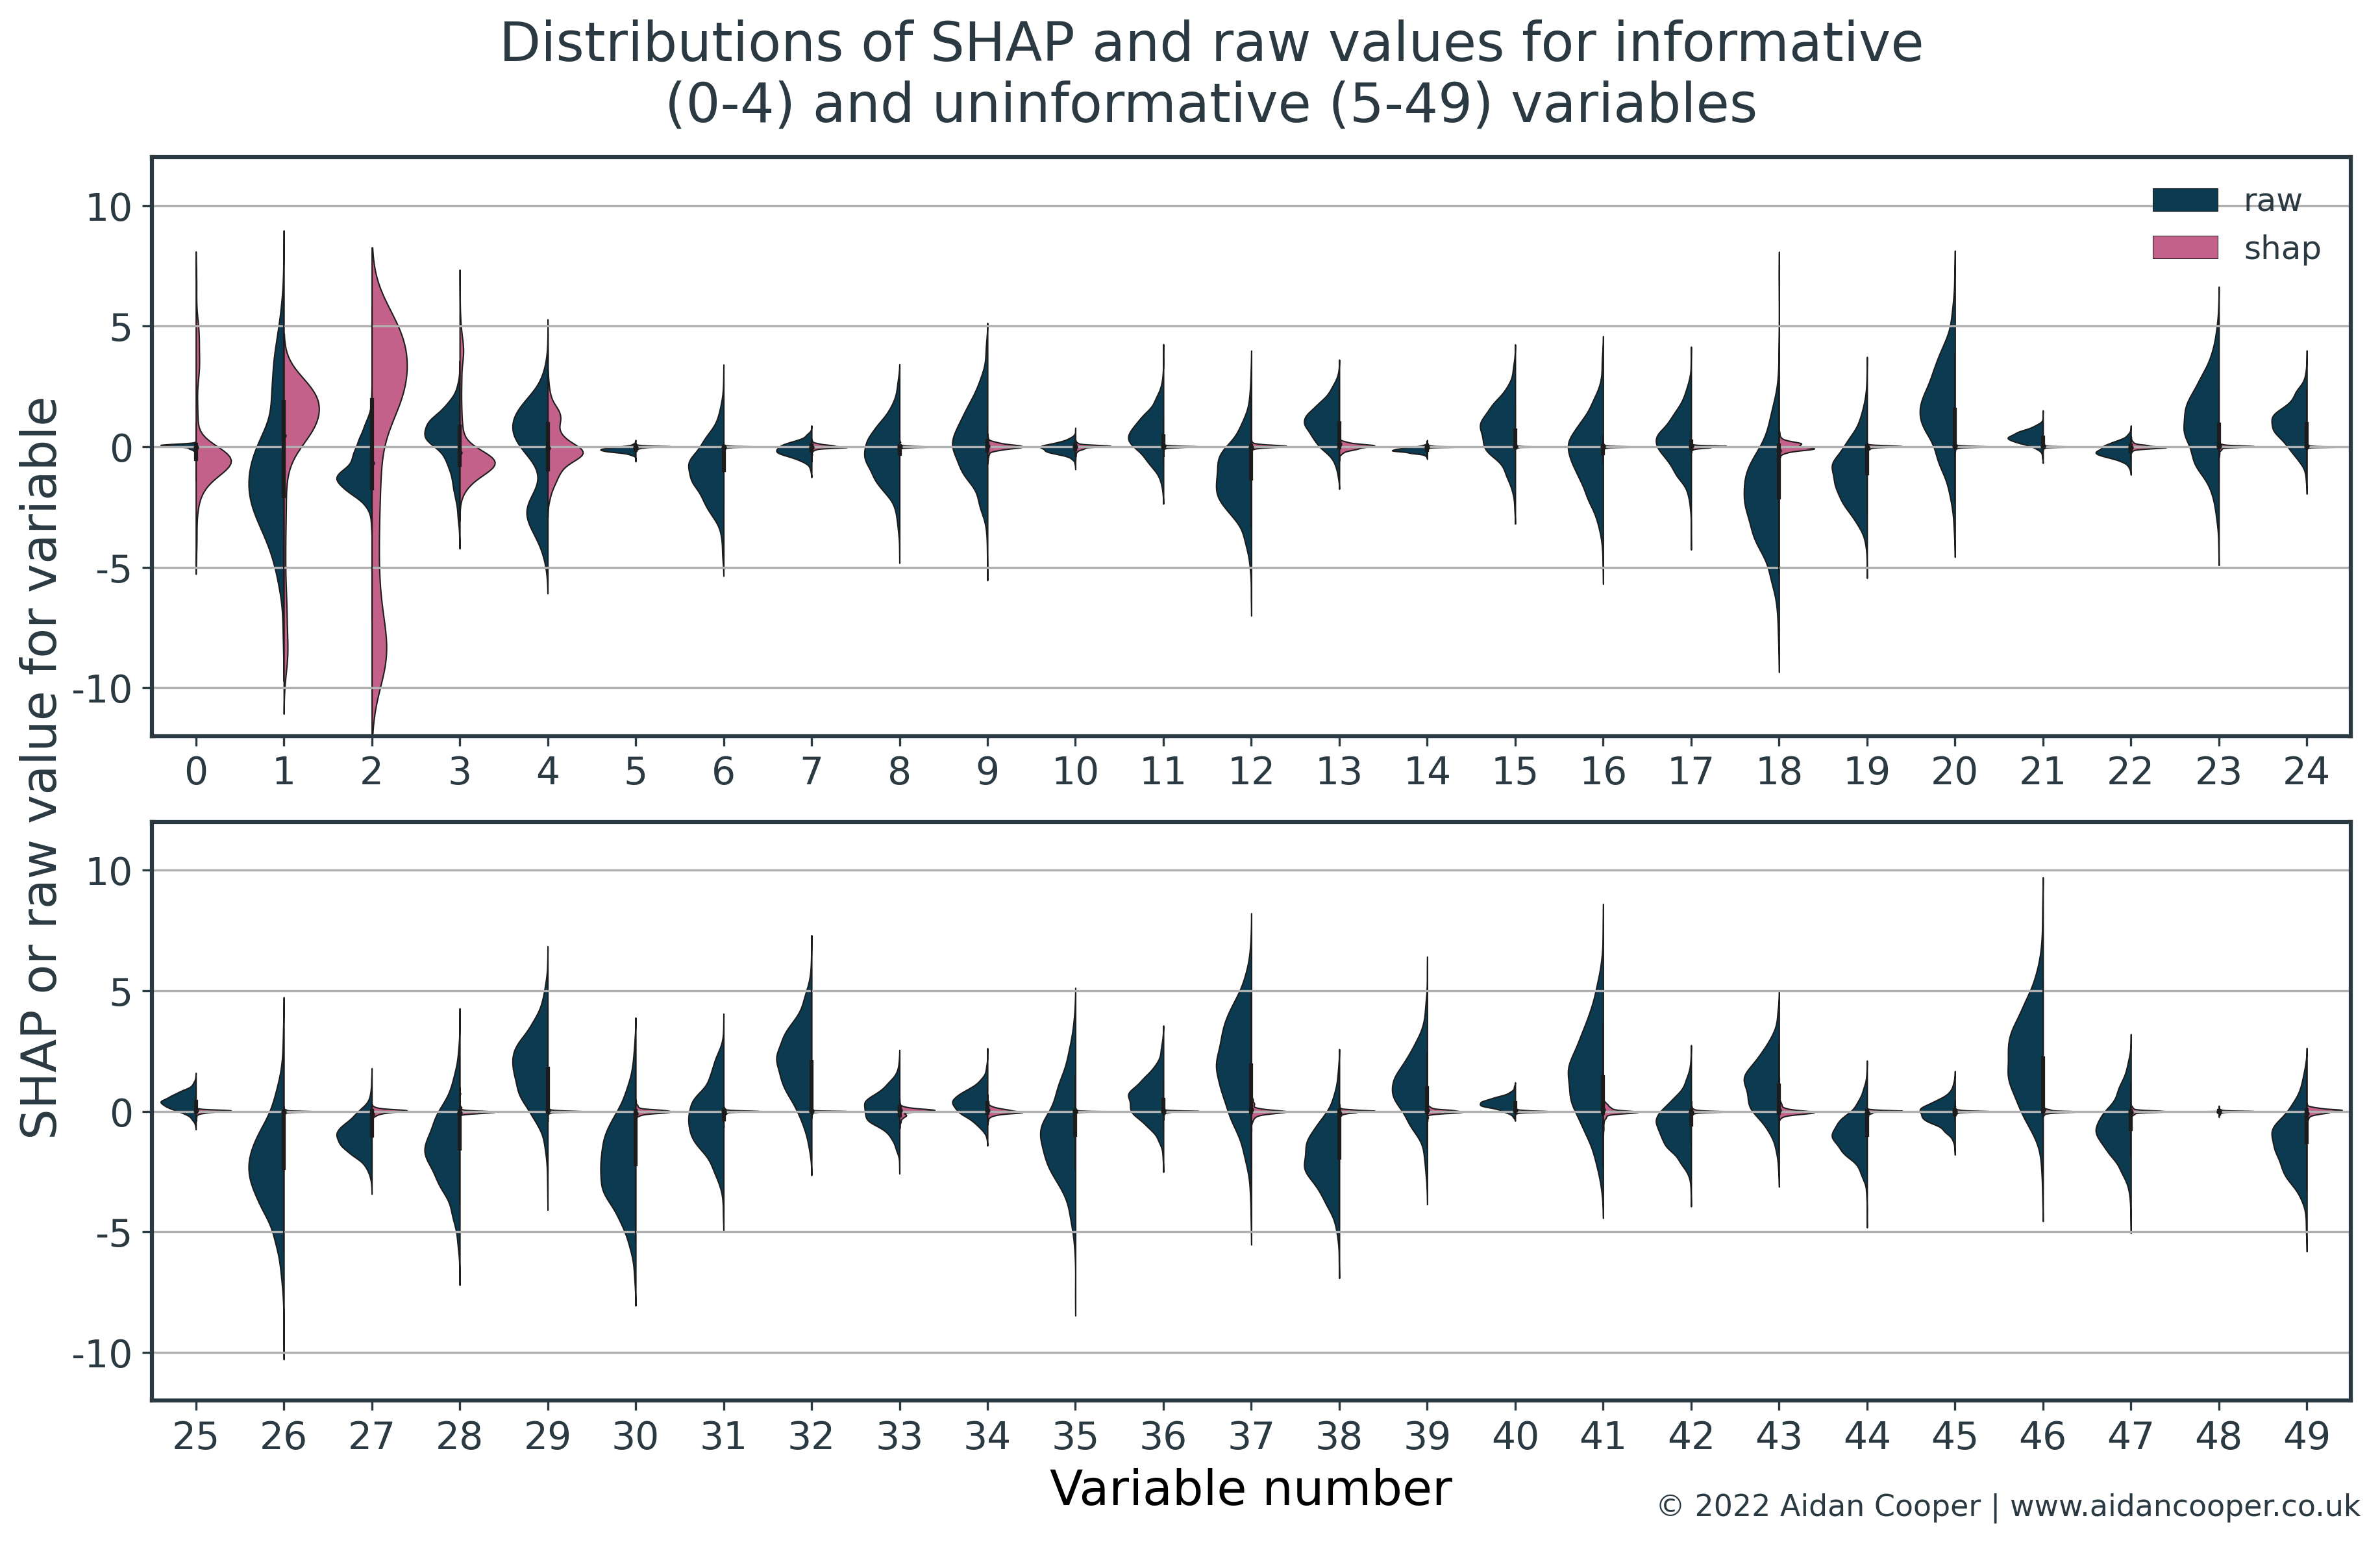 Distributions of SHAP and raw values for informative
(0-4) and uninformative (5-49) variables
SHAP or raw value for variable
raw
shap
10
5
0
-5
-10
0 1 2 3 4 5 6 7 8 9 10 11 12 13 14 15 16 17 18 19 20 21 22 23 24
10
5
0
-5
-10
25 26 27 28 29 30 31 32 33 34 35 36 37 38 39 40 41 42 43 44 45 46 47 48 49
Variable number
© 2022 Aidan Cooper | www.aidancooper.co.uk